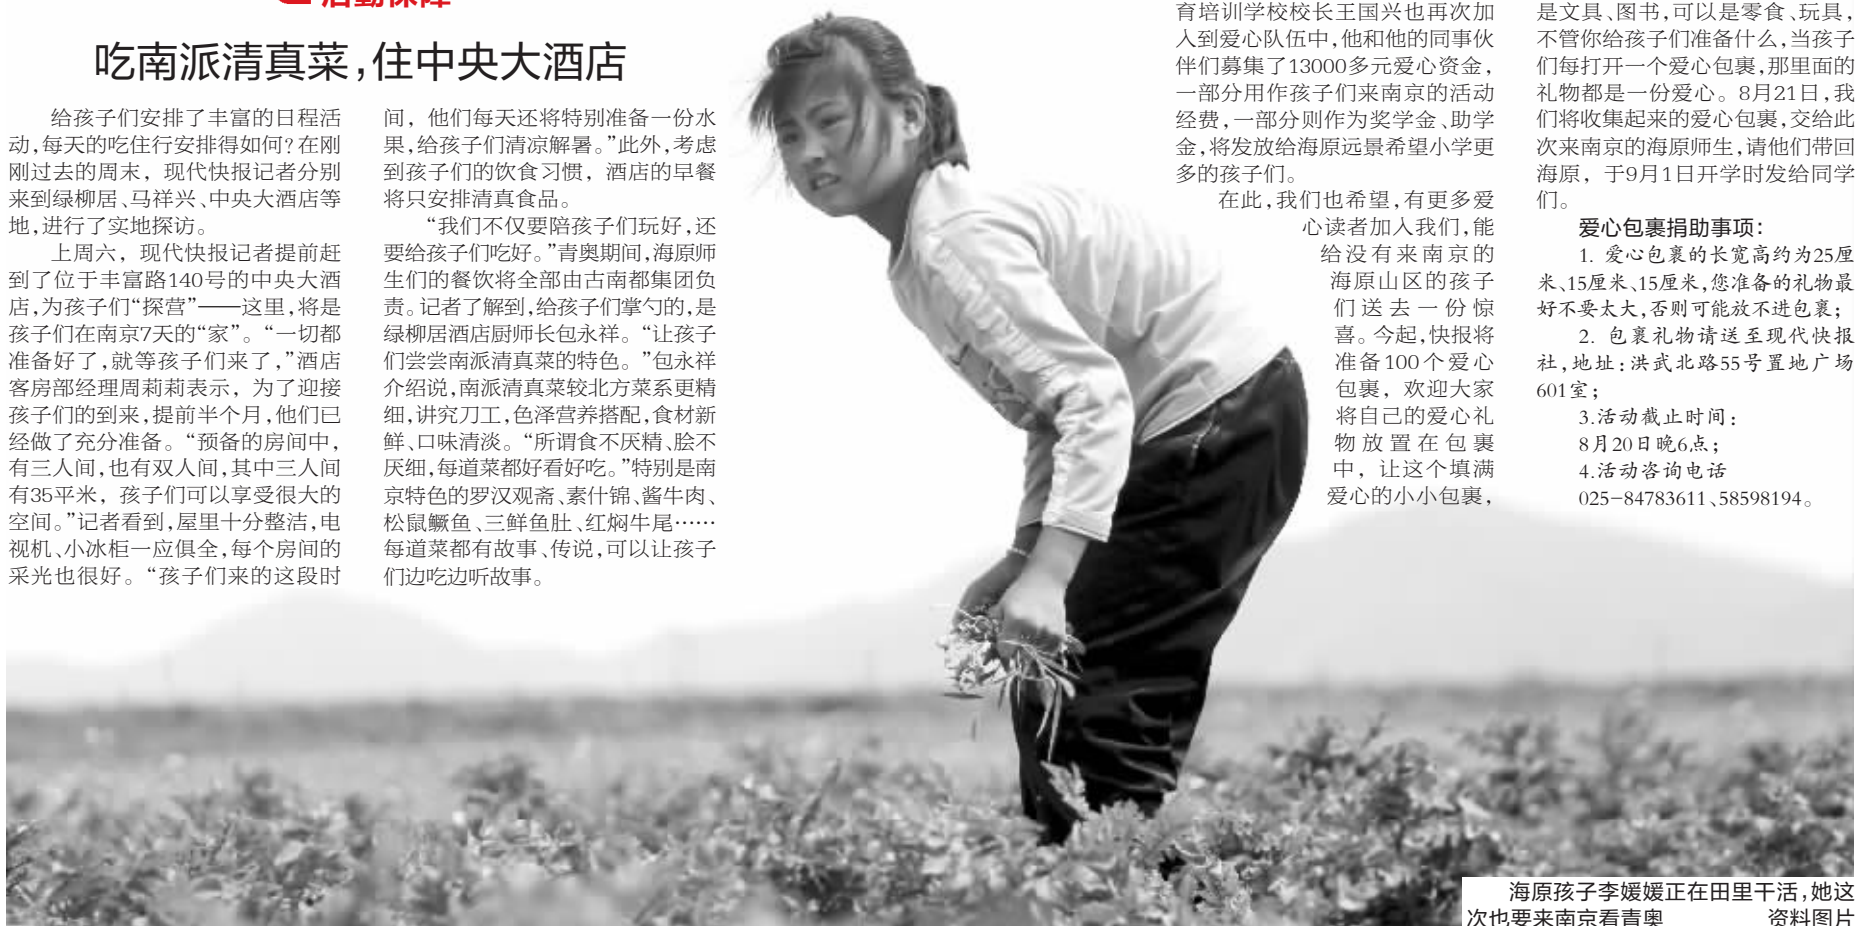 活动保障
吃南派清真菜,住中央大酒店
给孩子们安排了丰富的日程活
动,每天的吃住行安排得如何?在刚
刚过去的周末，现代快报记者分别
来到绿柳居、马祥兴、中央大酒店等
地,进行了实地探访。
上周六，现代快报记者提前赶
到了位于丰富路140号的中央大酒
店,为孩子们“探营”——这里,将是
孩子们在南京7天的“家”。“一切都
准备好了,就等孩子们来了,”酒店
客房部经理周莉莉表示，为了迎接
孩子们的到来,提前半个月,他们已
经做了充分准备。“预备的房间中,
有三人间,也有双人间,其中三人间
有35平米，孩子们可以享受很大的
空间。”记者看到,屋里十分整洁,电
视机、小冰柜一应俱全,每个房间的
采光也很好。“孩子们来的这段时
间，他们每天还将特别准备一份水
果,给孩子们清凉解暑。”此外,考虑
到孩子们的饮食习惯，酒店的早餐
将只安排清真食品。
“我们不仅要陪孩子们玩好,还
要给孩子们吃好。”青奥期间,海原师
生们的餐饮将全部由古南都集团负
责。记者了解到,给孩子们掌勺的,是
绿柳居酒店厨师长包永祥。“让孩子
们尝尝南派清真菜的特色。”包永祥
介绍说,南派清真菜较北方菜系更精
细,讲究刀工,色泽营养搭配,食材新
鲜、口味清淡。“所谓食不厌精、脍不
厌细,每道菜都好看好吃。”特别是南
京特色的罗汉观斋、素什锦、酱牛肉、
松鼠鳜鱼、三鲜鱼肚、红焖牛尾……
每道菜都有故事、传说,可以让孩子
们边吃边听故事。
育培训学校校长王国兴也再次加
入到爱心队伍中,他和他的同事伙
伴们募集了13000多元爱心资金,
一部分用作孩子们来南京的活动
经费,一部分则作为奖学金、助学
金,将发放给海原远景希望小学更
多的孩子们。
在此,我们也希望,有更多爱
心读者加入我们,能
给没有来南京的
海原山区的孩子
们送去一份惊
喜。今起,快报将
准备100个爱心
包裹，欢迎大家
将自己的爱心礼
物放置在包裹
中，让这个填满
爱心的小小包裹,
是文具、图书,可以是零食、玩具,
不管你给孩子们准备什么,当孩子
们每打开一个爱心包裹,那里面的
礼物都是一份爱心。8月21日,我
们将收集起来的爱心包裹,交给此
次来南京的海原师生,请他们带回
海原，于9月1日开学时发给同学
们。
爱心包裹捐助事项:
1. 爱心包裹的长宽高约为25厘
米、15厘米、15厘米,您准备的礼物最
好不要太大,否则可能放不进包裹;
2. 包裹礼物请送至现代快报
社,地址:洪武北路55号置地广场
601室;
3.活动截止时间:
8月20日晚6点;
4.活动咨询电话
025-84783611、58598194。
海原孩子李媛媛正在田里干活,她这
次也要来南京看青奥 资料图片